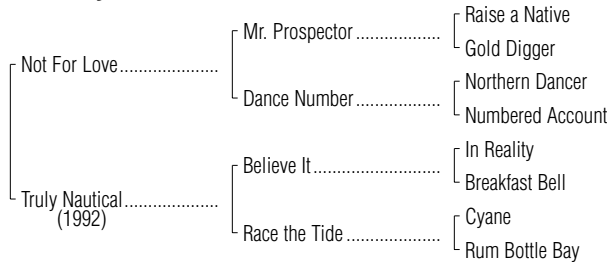 Raise a Native
Mr. Prospector ..................
Gold Digger
Not For Love.....................
Northern Dancer
Dance Number ..................
Numbered Account
In Reality
Believe It ........................
Breakfast Bell
Truly Nautical....................
(1992)
Cyane
Race the Tide ....................
Rum Bottle Bay